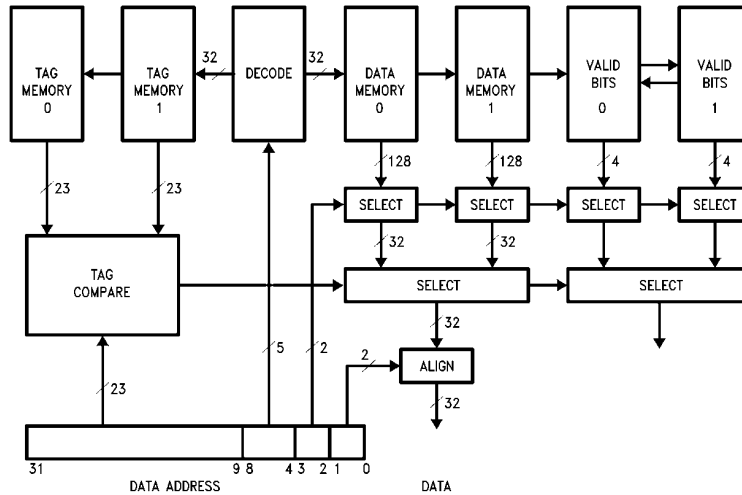 TAG MEMORY 0
TAG MEMORY 1
32
DECODE
32
DATA MEMORY 0
DATA MEMORY 1
VALID BITS 0
VALID BITS 1
23
23
128
128
4
4
SELECT
SELECT
SELECT
SELECT
32
32
TAG COMPARE
SELECT
SELECT
32
5
2
2
ALIGN
23
32
31
9 8
4 3
2 1
0
DATA ADDRESS
DATA